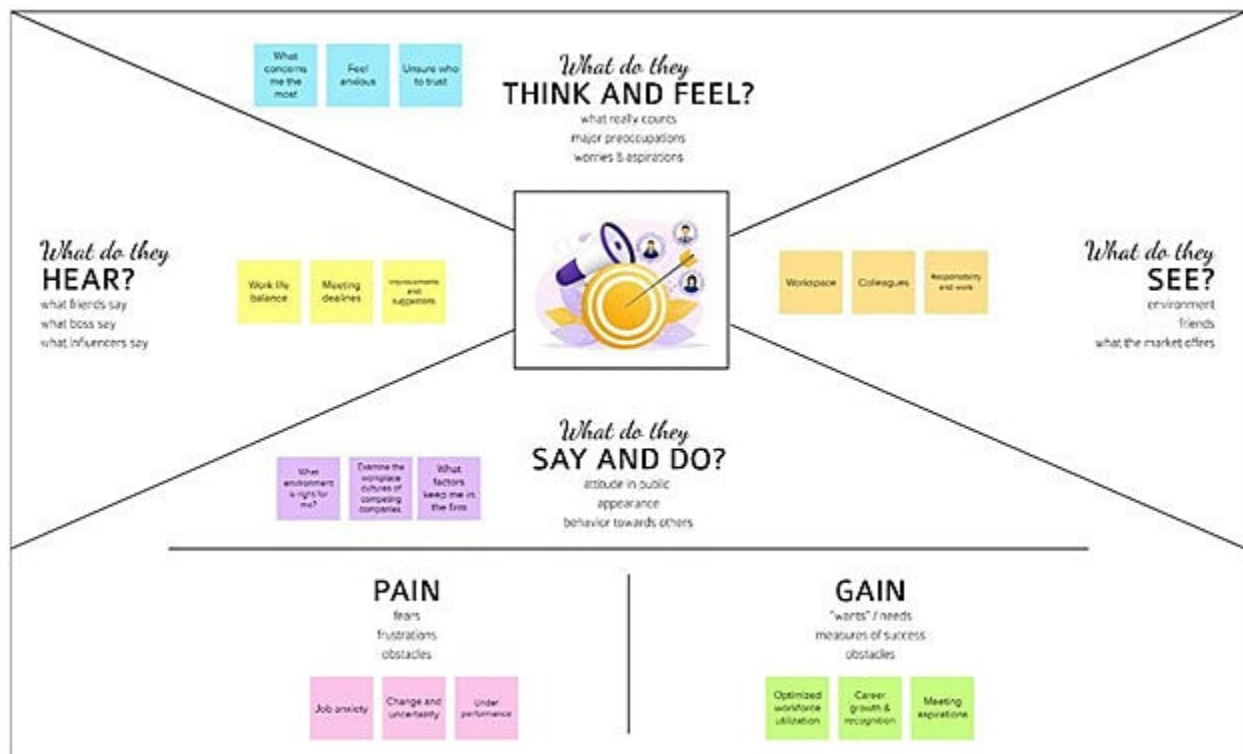 What
concerns
me the
most
Feel
anxious
Unsure who
to trust
What do they
THINK AND FEEL?
what really counts
major preoccupations
worries & aspirations
What do they
HEAR?
what friends say
what boss say
what influencers say
Work life
balance
Meeting
dealines
Improvements
and
suggestions
Workspace
Colleagues
Responsibility
and work
What do they
SEE?
environment
friends
what the market offers
What do they
SAY AND DO?
attitude in public
appearance
behavior towards others
What
environment
is right for
me?
Examine the
workplace
cultures of
competing
companies.
What
factors
keep me in
the firm
PAIN
fears
frustrations
obstacles
Job anxiety
Change and
uncertainty
Under
performance
GAIN
"wants" / needs
measures of success
obstacles
Optimized
workforce
utilization
Career
growth &
recognition
Meeting
aspirations